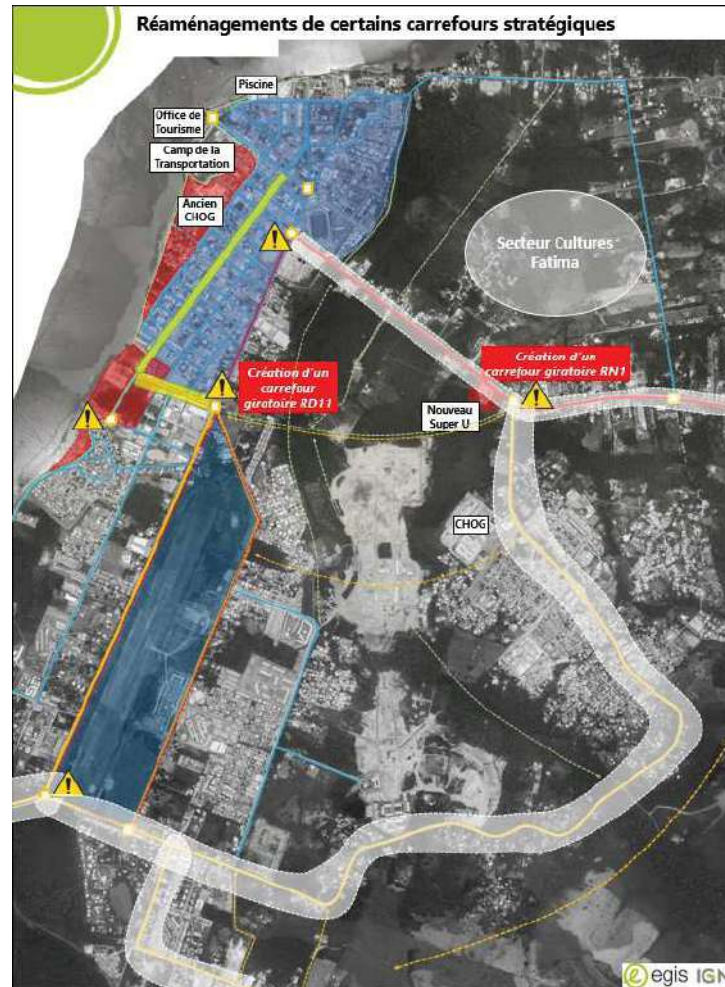 Réaménagements de certains carrefours stratégiques
Piscine
Office de
Tourisme
Camp de la
Transportation
Ancien
CHOG
Secteur Cultures
Fatima
Création d'un
carrefour
giratoire RD11
Création d'un
carrefour giratoire RN1
Nouveau
Super U
CHOG
egis IGN